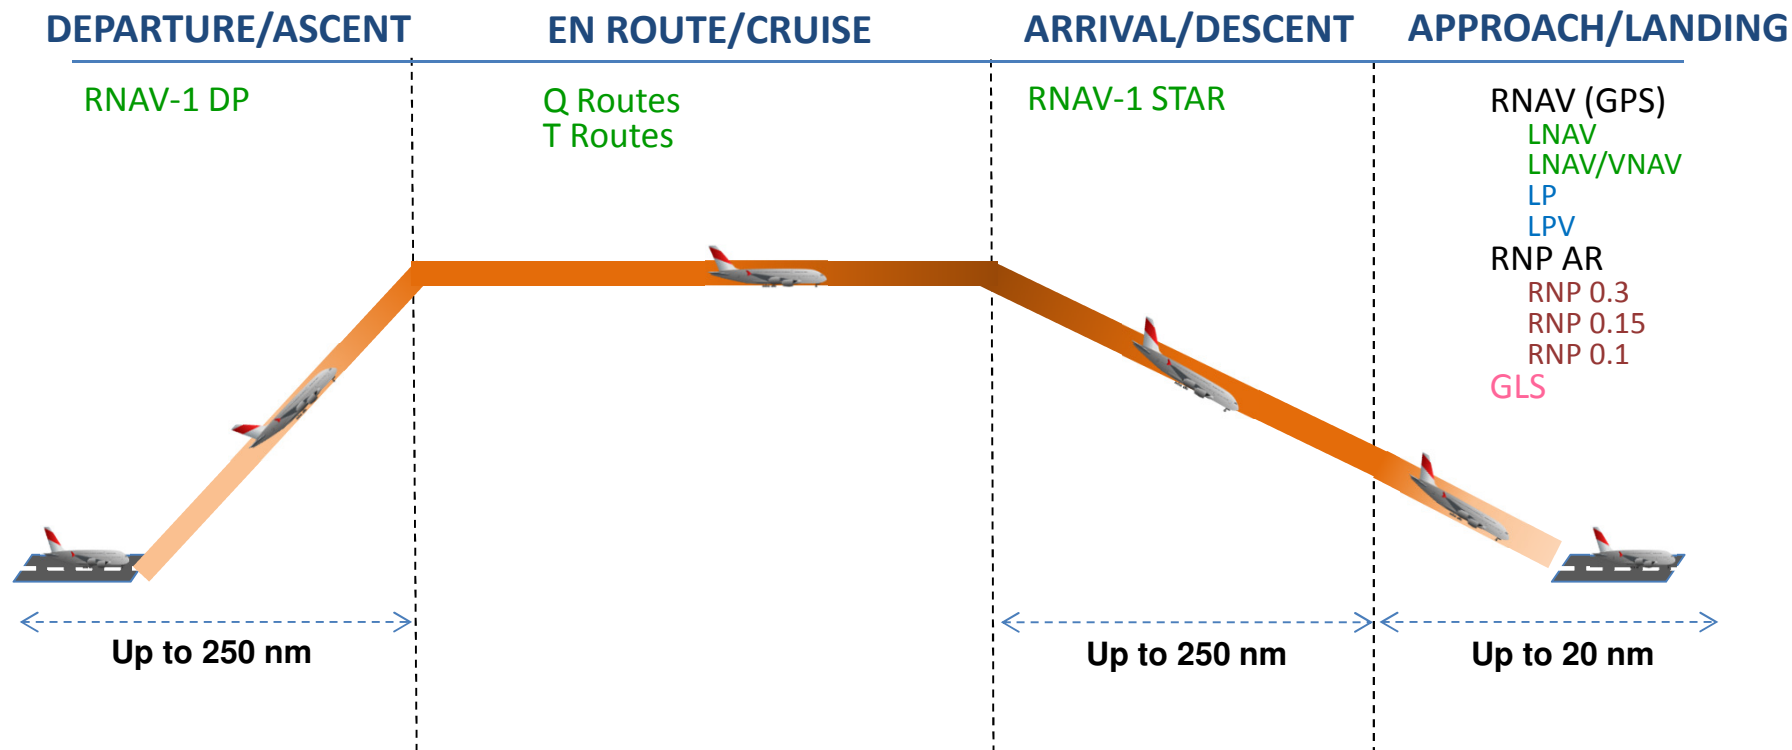 DEPARTURE/ASCENT
EN ROUTE/CRUISE
ARRIVAL/DESCENT
APPROACH/LANDING
RNAV-1 DP
Q Routes
T Routes
RNAV-1 STAR
RNAV (GPS)
LNAV
LNAV/VNAV
LP
LPV
RNP AR
RNP 0.3
RNP 0.15
RNP 0.1
GLS
Up to 250 nm
Up to 250 nm
Up to 20 nm